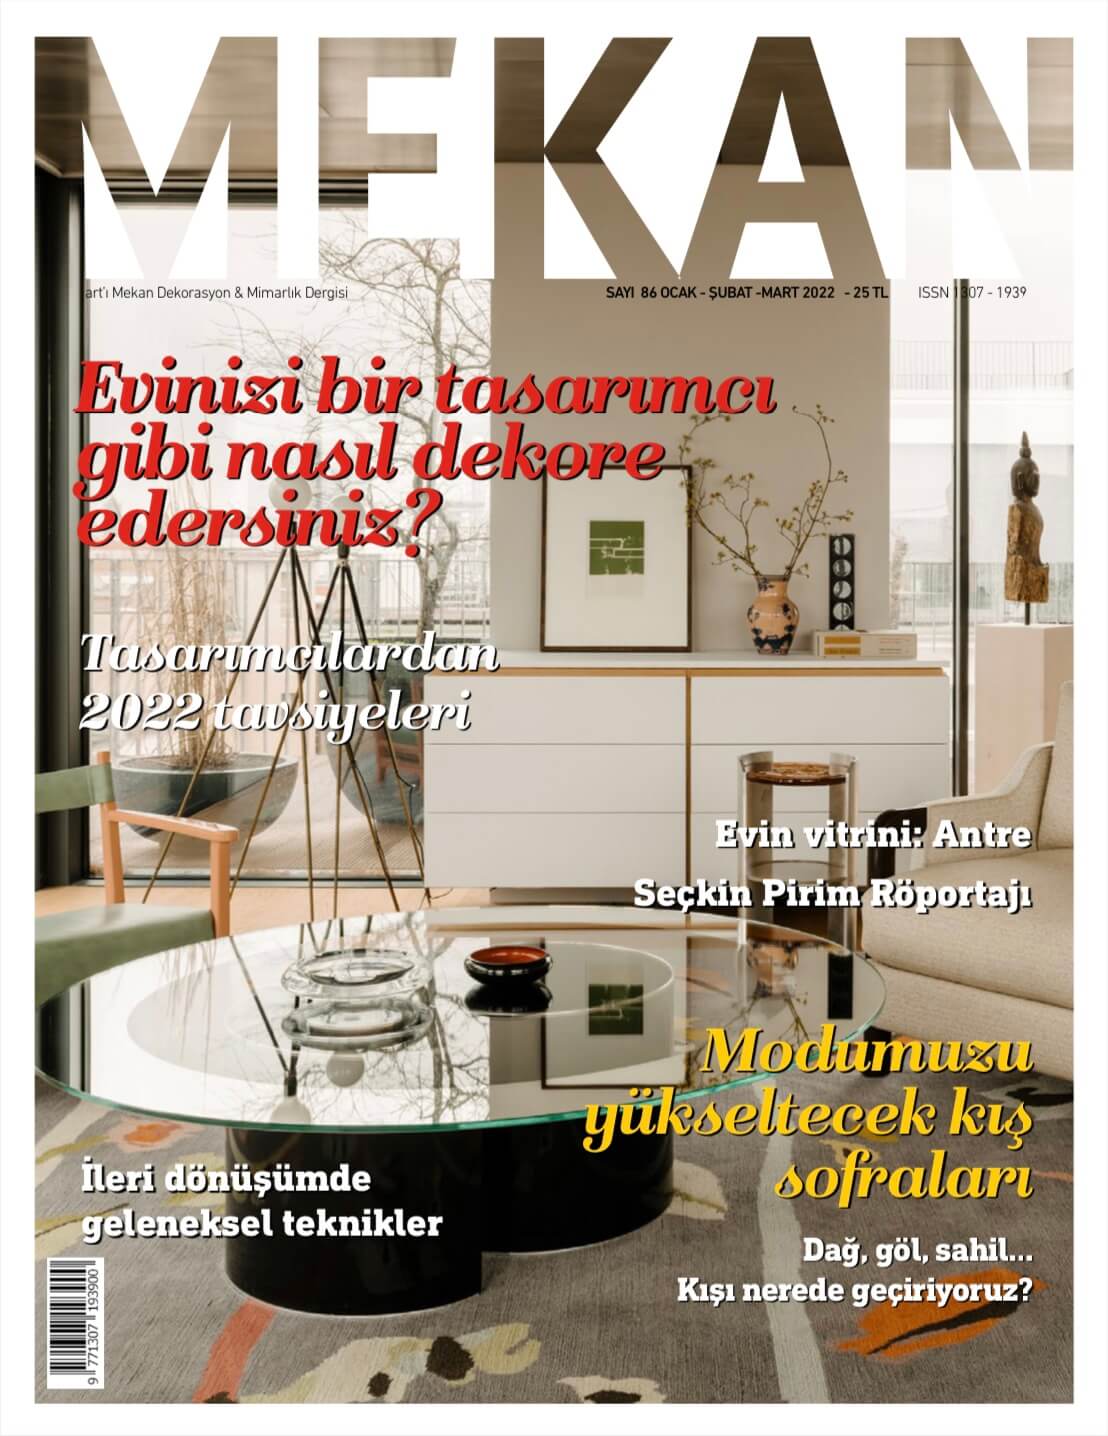 MEKAN
art’ı Mekan Dekorasyon & Mimarlık Dergisi
SAYI 86 OCAK - ŞUBAT -MART 2022 - 25 TL ISSN 1307 - 1939
Evinizi bir tasarımcı
gibi nasıl dekore
edersiniz?
Tasarımcılardan
2022 tavsiyeleri
Evin vitrini: Antre
Seçkin Pirim Röportajı
Modumuzu
yükseltecek kış
sofraları
İleri dönüşümde
geleneksel teknikler
Dağ, göl, sahil...
Kışı nerede geçiriyoruz?
9 771307 193900